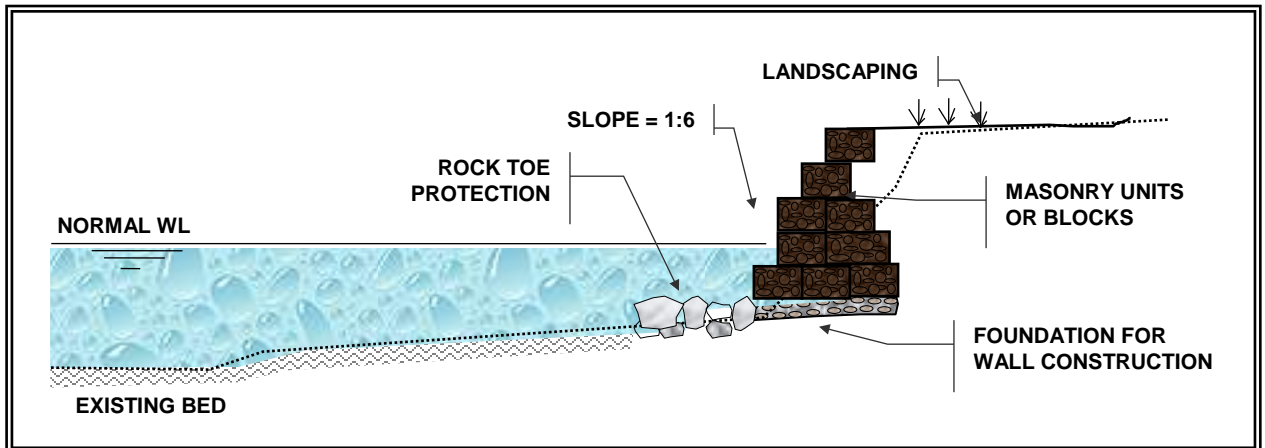 LANDSCAPING
SLOPE = 1:6
ROCK TOE
PROTECTION
MASONRY UNITS
OR BLOCKS
NORMAL WL
FOUNDATION FOR
WALL CONSTRUCTION
EXISTING BED